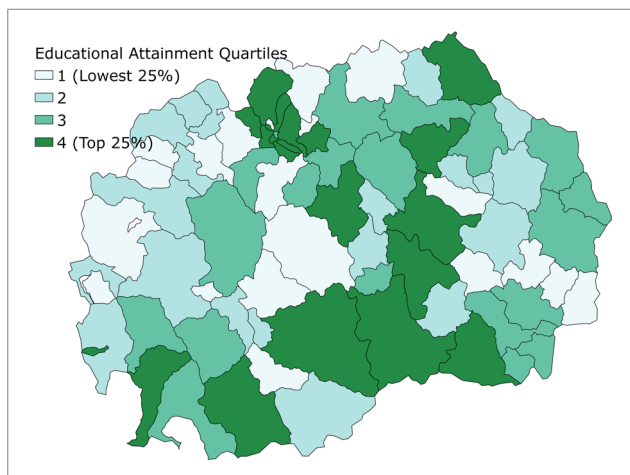 Educational Attainment Quartiles
1 (Lowest 25%)
2
3
4 (Top 25%)